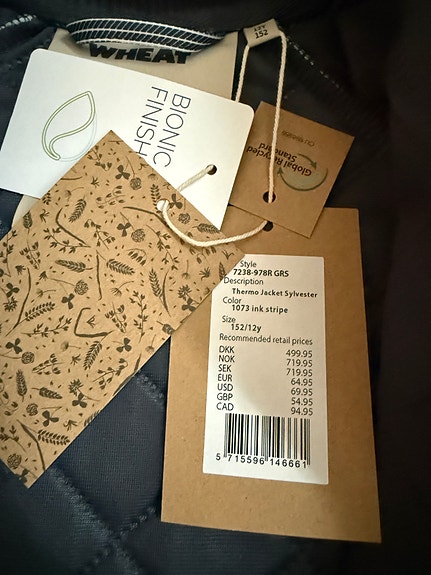 WHEAT
12Y
152
BIONIC
FINISH
Global Recycled
Standard
Style
7238-978R GRS
Description
Thermo Jacket Sylvester
Color
1073 ink stripe
Size
152/12y
Recommended retail prices
DKK 499.95
NOK 719.95
SEK 719.95
EUR 64.95
USD 69.95
GBP 54.95
CAD 94.95
5 715596 146661